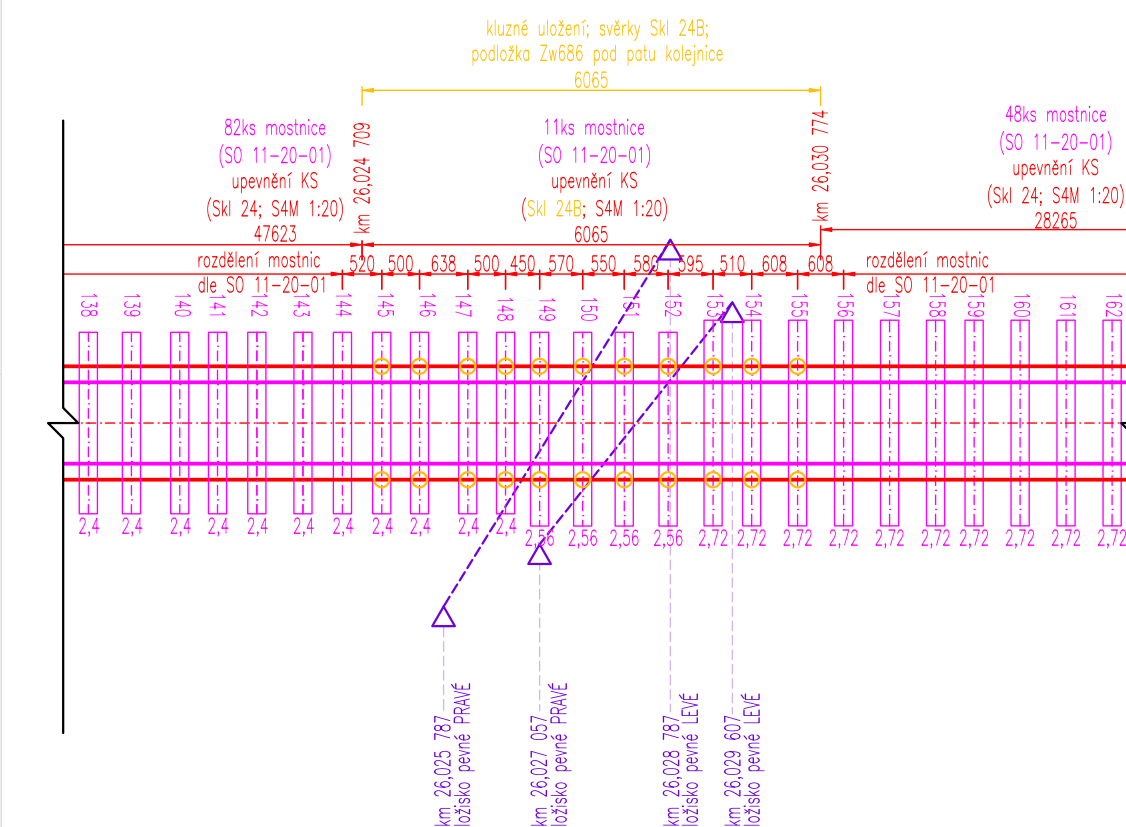 kluzné uložení; svěrky Skl 24B;
podložka Zw686 pod patu kolejnice
6065
82ks mostnice
(SO 11-20-01)
upevnění KS
(Skl 24; S4M 1:20)
47623
km 26,024 709
11ks mostnice
(SO 11-20-01)
upevnění KS
(Skl 24B; S4M 1:20)
6065
km 26,030 774
48ks mostnice
(SO 11-20-01)
upevnění KS
(Skl 24; S4M 1:20)
28265
rozdělení mostnic
dle SO 11-20-01
520 500 638 500 450 570 550 580 595 510 608 608
rozdělení mostnic
dle SO 11-20-01
138 139 140 141 142 143 144 145 146 147 148 149 150 151 152 153 154 155 156 157 158 159 160 161 162
2,4 2,4 2,4 2,4 2,4 2,4 2,4 2,4 2,4 2,4 2,4 2,56 2,56 2,56 2,56 2,72 2,72 2,72 2,72 2,72 2,72 2,72 2,72 2,72 2,72
km 26,025 787
ložisko pevné PRAVÉ
km 26,027 057
ložisko pevné PRAVÉ
km 26,028 787
ložisko pevné LEVÉ
km 26,029 607
ložisko pevné LEVÉ